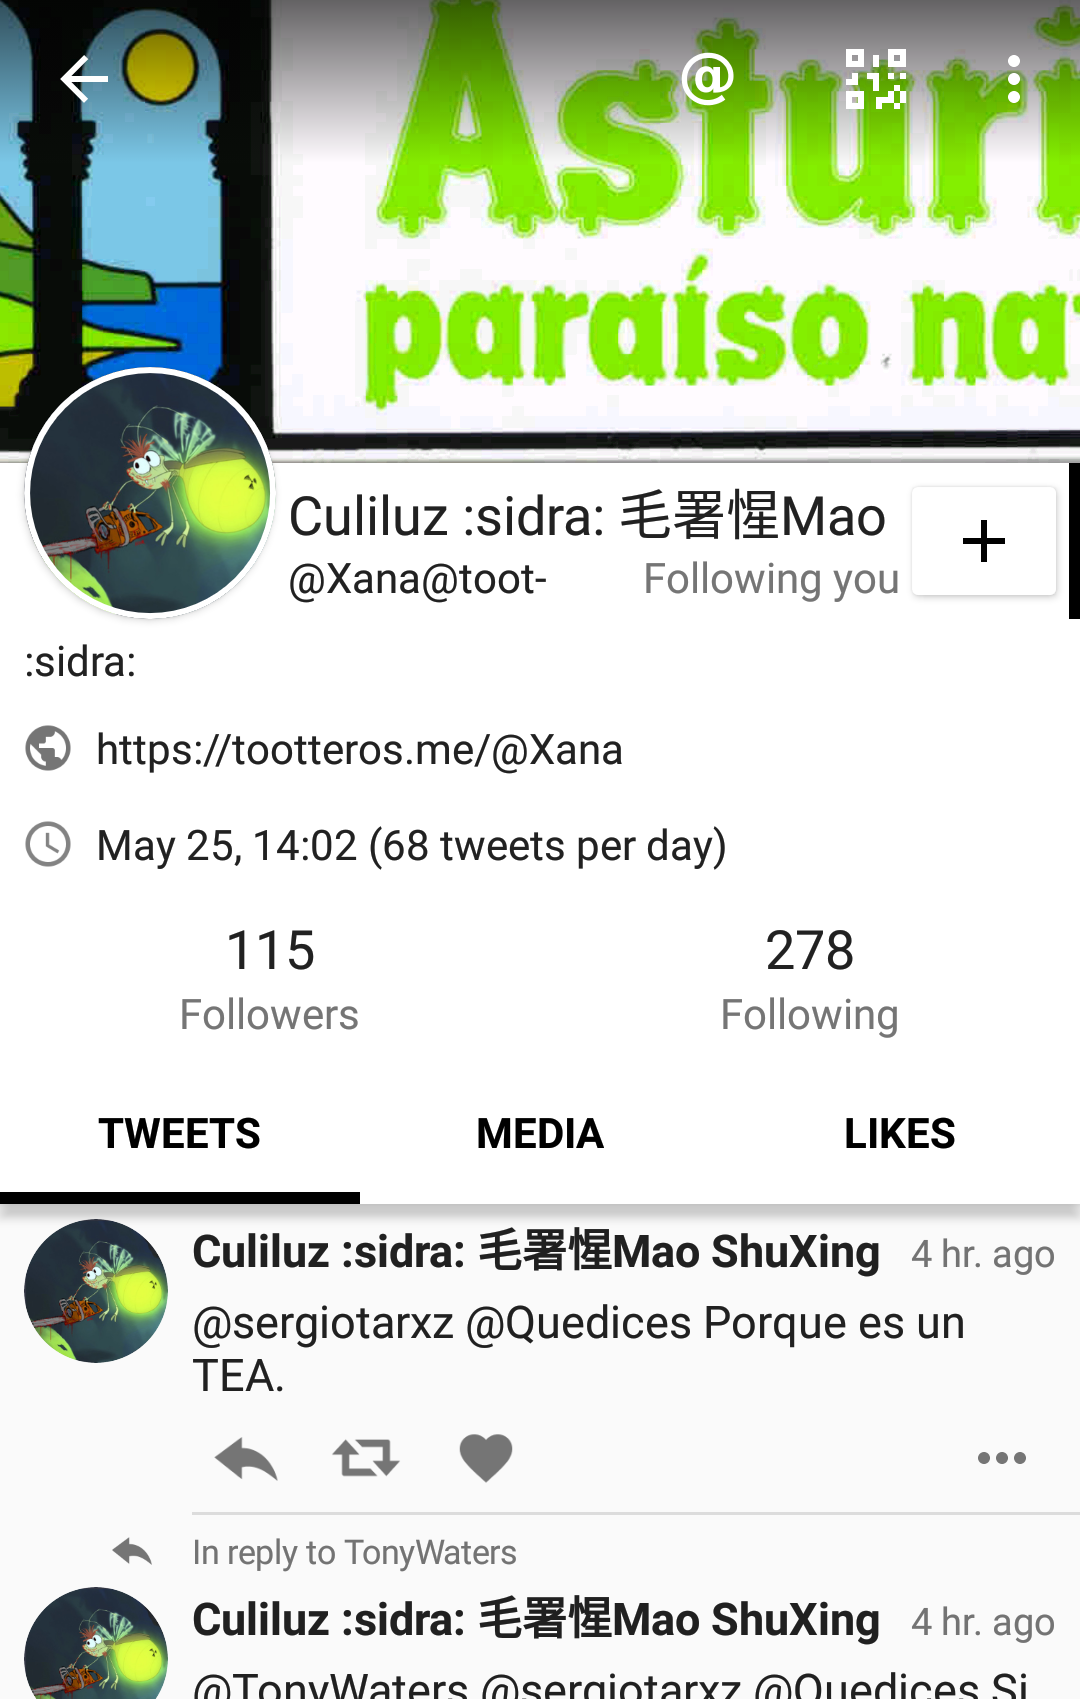 Asturi
paraíso nat
Culiluz :sidra: 毛署惺Mao
@Xana@toot-
Following you
:sidra:
https://tootteros.me/@Xana
May 25, 14:02 (68 tweets per day)
115
Followers
278
Following
TWEETS
MEDIA
LIKES
Culiluz :sidra: 毛署惺Mao ShuXing 4 hr. ago
@sergiotarxz @Quedices Porque es un
TEA.
In reply to TonyWaters
Culiluz :sidra: 毛署惺Mao ShuXing 4 hr. ago
@TonyWaters @sergiotarxz @Quedices Si